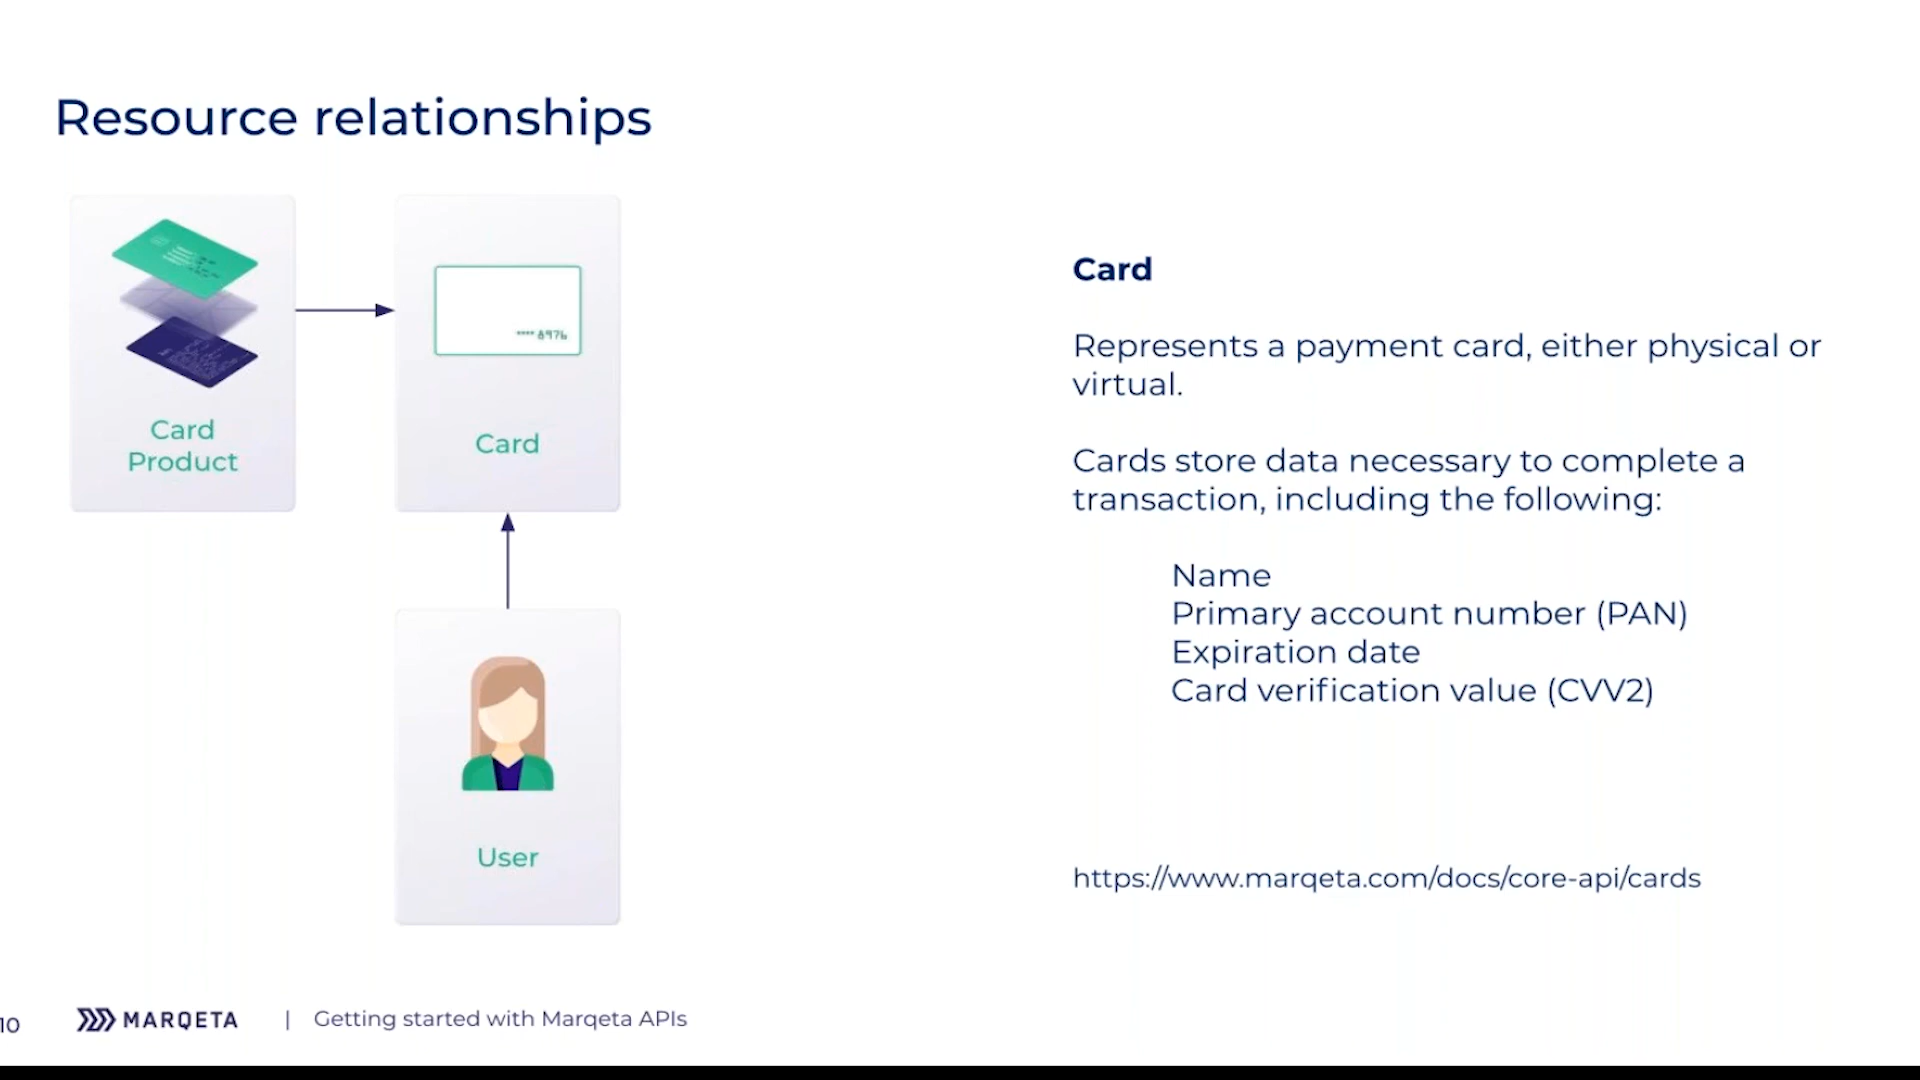 Resource relationships
Card
Product
Card
**** 8976
User
Card
Represents a payment card, either physical or
virtual.
Cards store data necessary to complete a
transaction, including the following:
Name
Primary account number (PAN)
Expiration date
Card verification value (CVV2)
https://www.marqeta.com/docs/core-api/cards
10
MARQETA | Getting started with Marqeta APIs